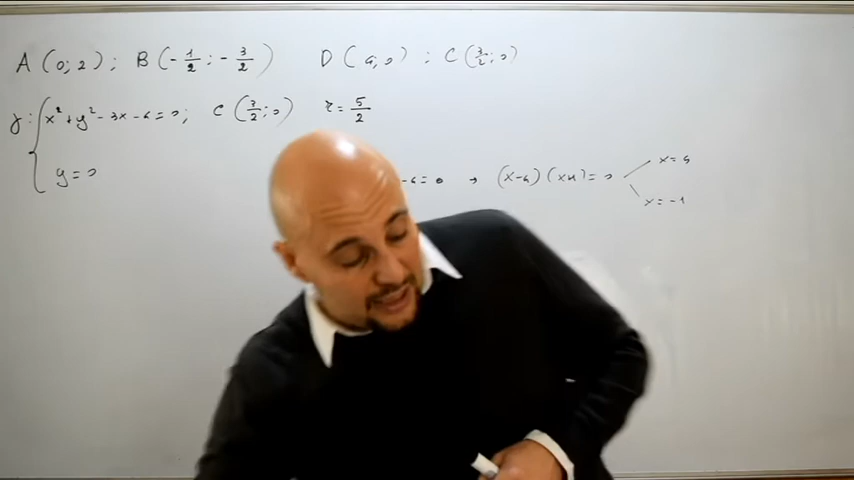 A (0; 2) ; B (-1/2 ; -3/2) D (4; 0) ; C (3/2 ; 0)
γ: { x² + y² - 3x - 4 = 0 ; C (3/2 ; 0) r = 5/2
y = 0 -4 = 0 → (x-4)(x+1) = 0 x = 4
x = -1